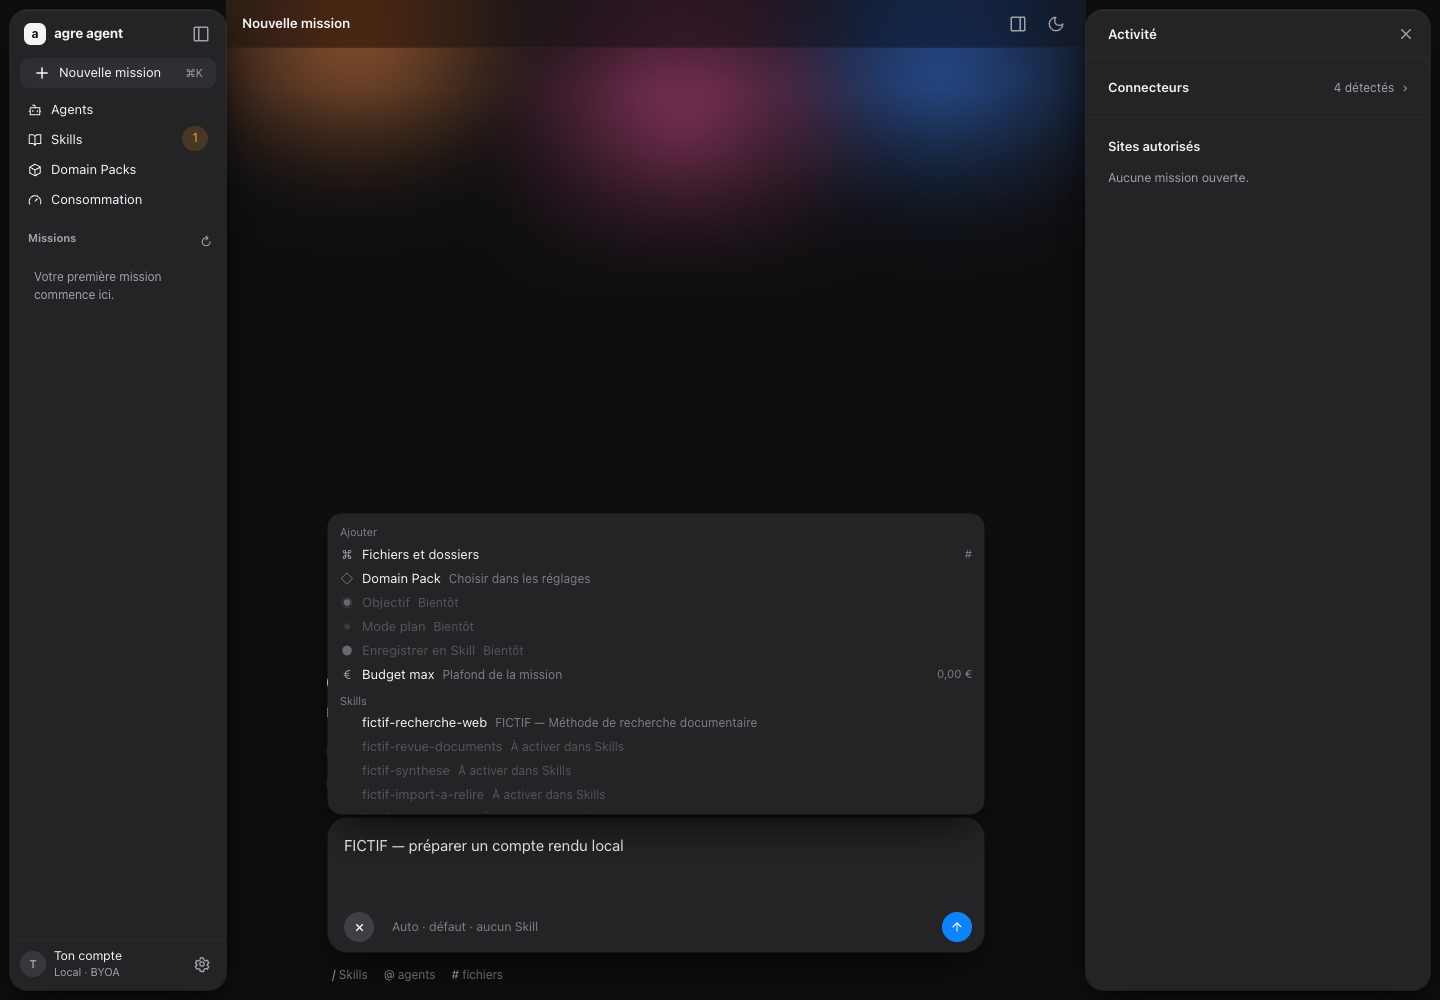 a agre agent
Nouvelle mission ⌘K
Agents
Skills 1
Domain Packs
Consommation
Missions
Votre première mission
commence ici.
T Ton compte
Local · BYOA
Nouvelle mission
Ajouter
⌘ Fichiers et dossiers #
Domain Pack Choisir dans les réglages
Objectif Bientôt
Mode plan Bientôt
Enregistrer en Skill Bientôt
€ Budget max Plafond de la mission 0,00 €
Skills
fictif-recherche-web FICTIF — Méthode de recherche documentaire
fictif-revue-documents À activer dans Skills
fictif-synthese À activer dans Skills
fictif-import-a-relire À activer dans Skills
FICTIF — préparer un compte rendu local
Auto · défaut · aucun Skill
/ Skills @ agents # fichiers
Activité
Connecteurs 4 détectés ›
Sites autorisés
Aucune mission ouverte.